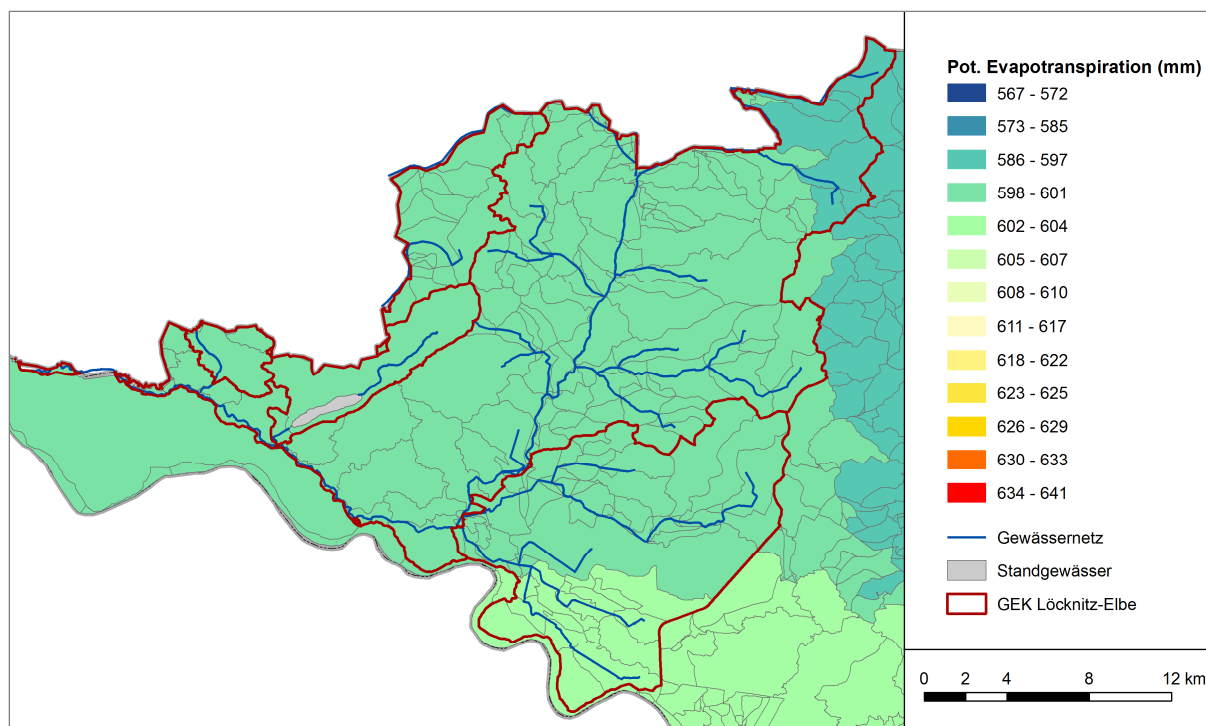 Pot. Evapotranspiration (mm)
567 - 572
573 - 585
586 - 597
598 - 601
602 - 604
605 - 607
608 - 610
611 - 617
618 - 622
623 - 625
626 - 629
630 - 633
634 - 641
Gewässernetz
Standgewässer
GEK Löcknitz-Elbe
0 2 4 8 12 km